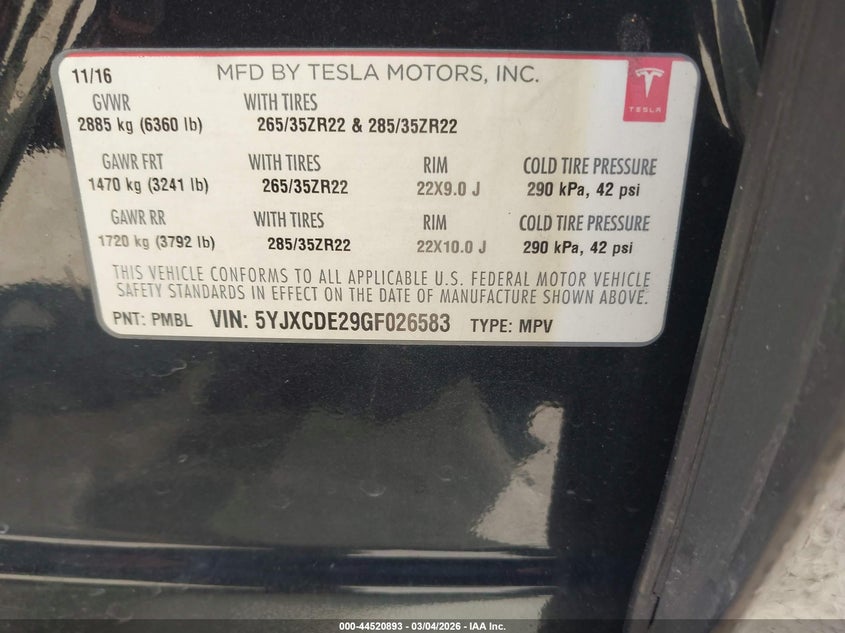 11/16 MFD BY TESLA MOTORS, INC.
TESLA
GVWR WITH TIRES
2885 kg (6360 lb) 265/35ZR22 & 285/35ZR22
GAWR FRT WITH TIRES RIM COLD TIRE PRESSURE
1470 kg (3241 lb) 265/35ZR22 22X9.0 J 290 kPa, 42 psi
GAWR RR WITH TIRES RIM COLD TIRE PRESSURE
1720 kg (3792 lb) 285/35ZR22 22X10.0 J 290 kPa, 42 psi
THIS VEHICLE CONFORMS TO ALL APPLICABLE U.S. FEDERAL MOTOR VEHICLE
SAFETY STANDARDS IN EFFECT ON THE DATE OF MANUFACTURE SHOWN ABOVE.
PNT: PMBL VIN: 5YJXCDE29GF026583 TYPE: MPV
000-44520893 - 03/04/2026 - IAA Inc.